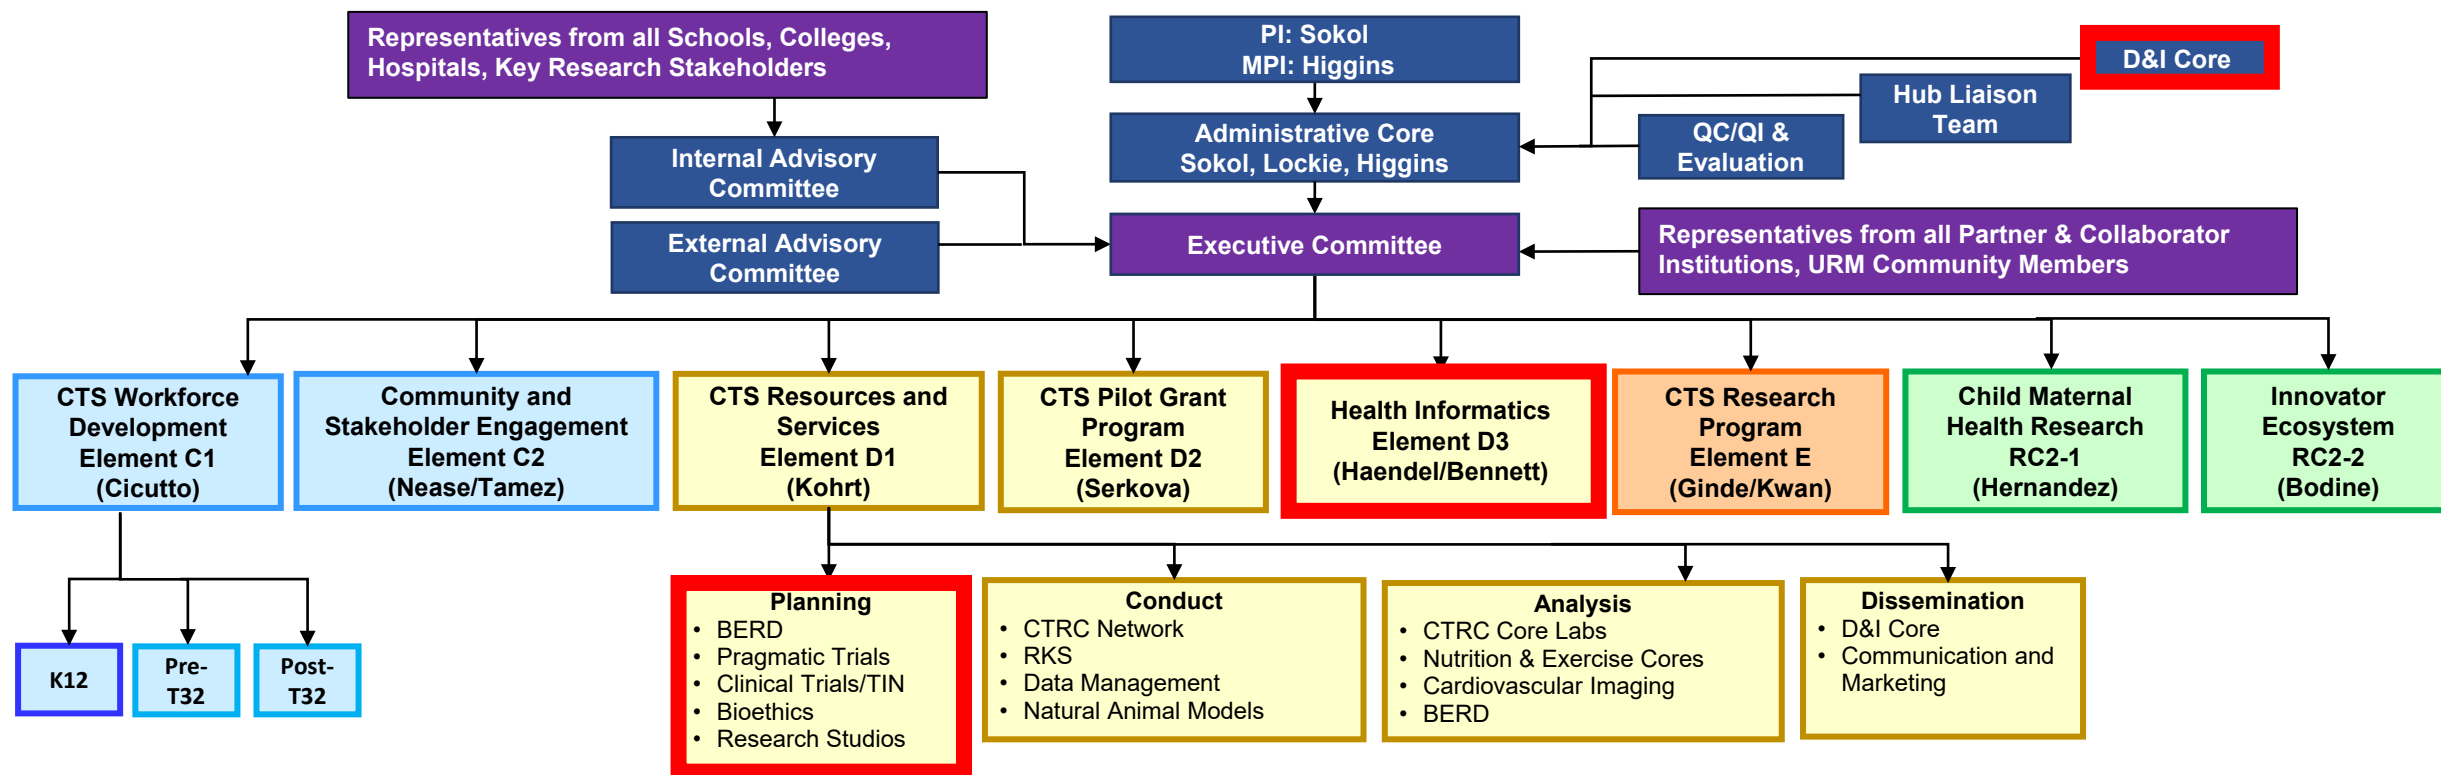 Representatives from all Schools, Colleges,
Hospitals, Key Research Stakeholders
PI: Sokol
MPI: Higgins
D&I Core
Hub Liaison
Team
QC/QI &
Evaluation
Administrative Core
Sokol, Lockie, Higgins
Internal Advisory
Committee
External Advisory
Committee
Executive Committee
Representatives from all Partner & Collaborator
Institutions, URM Community Members
CTS Workforce
Development
Element C1
(Cicutto)
Community and
Stakeholder Engagement
Element C2
(Nease/Tamez)
CTS Resources and
Services
Element D1
(Kohrt)
CTS Pilot Grant
Program
Element D2
(Serkova)
Health Informatics
Element D3
(Haendel/Bennett)
CTS Research
Program
Element E
(Ginde/Kwan)
Child Maternal
Health Research
RC2-1
(Hernandez)
Innovator
Ecosystem
RC2-2
(Bodine)
K12
Pre-
T32
Post-
T32
Planning
• BERD
• Pragmatic Trials
• Clinical Trials/TIN
• Bioethics
• Research Studios
Conduct
• CTRC Network
• RKS
• Data Management
• Natural Animal Models
Analysis
• CTRC Core Labs
• Nutrition & Exercise Cores
• Cardiovascular Imaging
• BERD
Dissemination
• D&I Core
• Communication and
Marketing